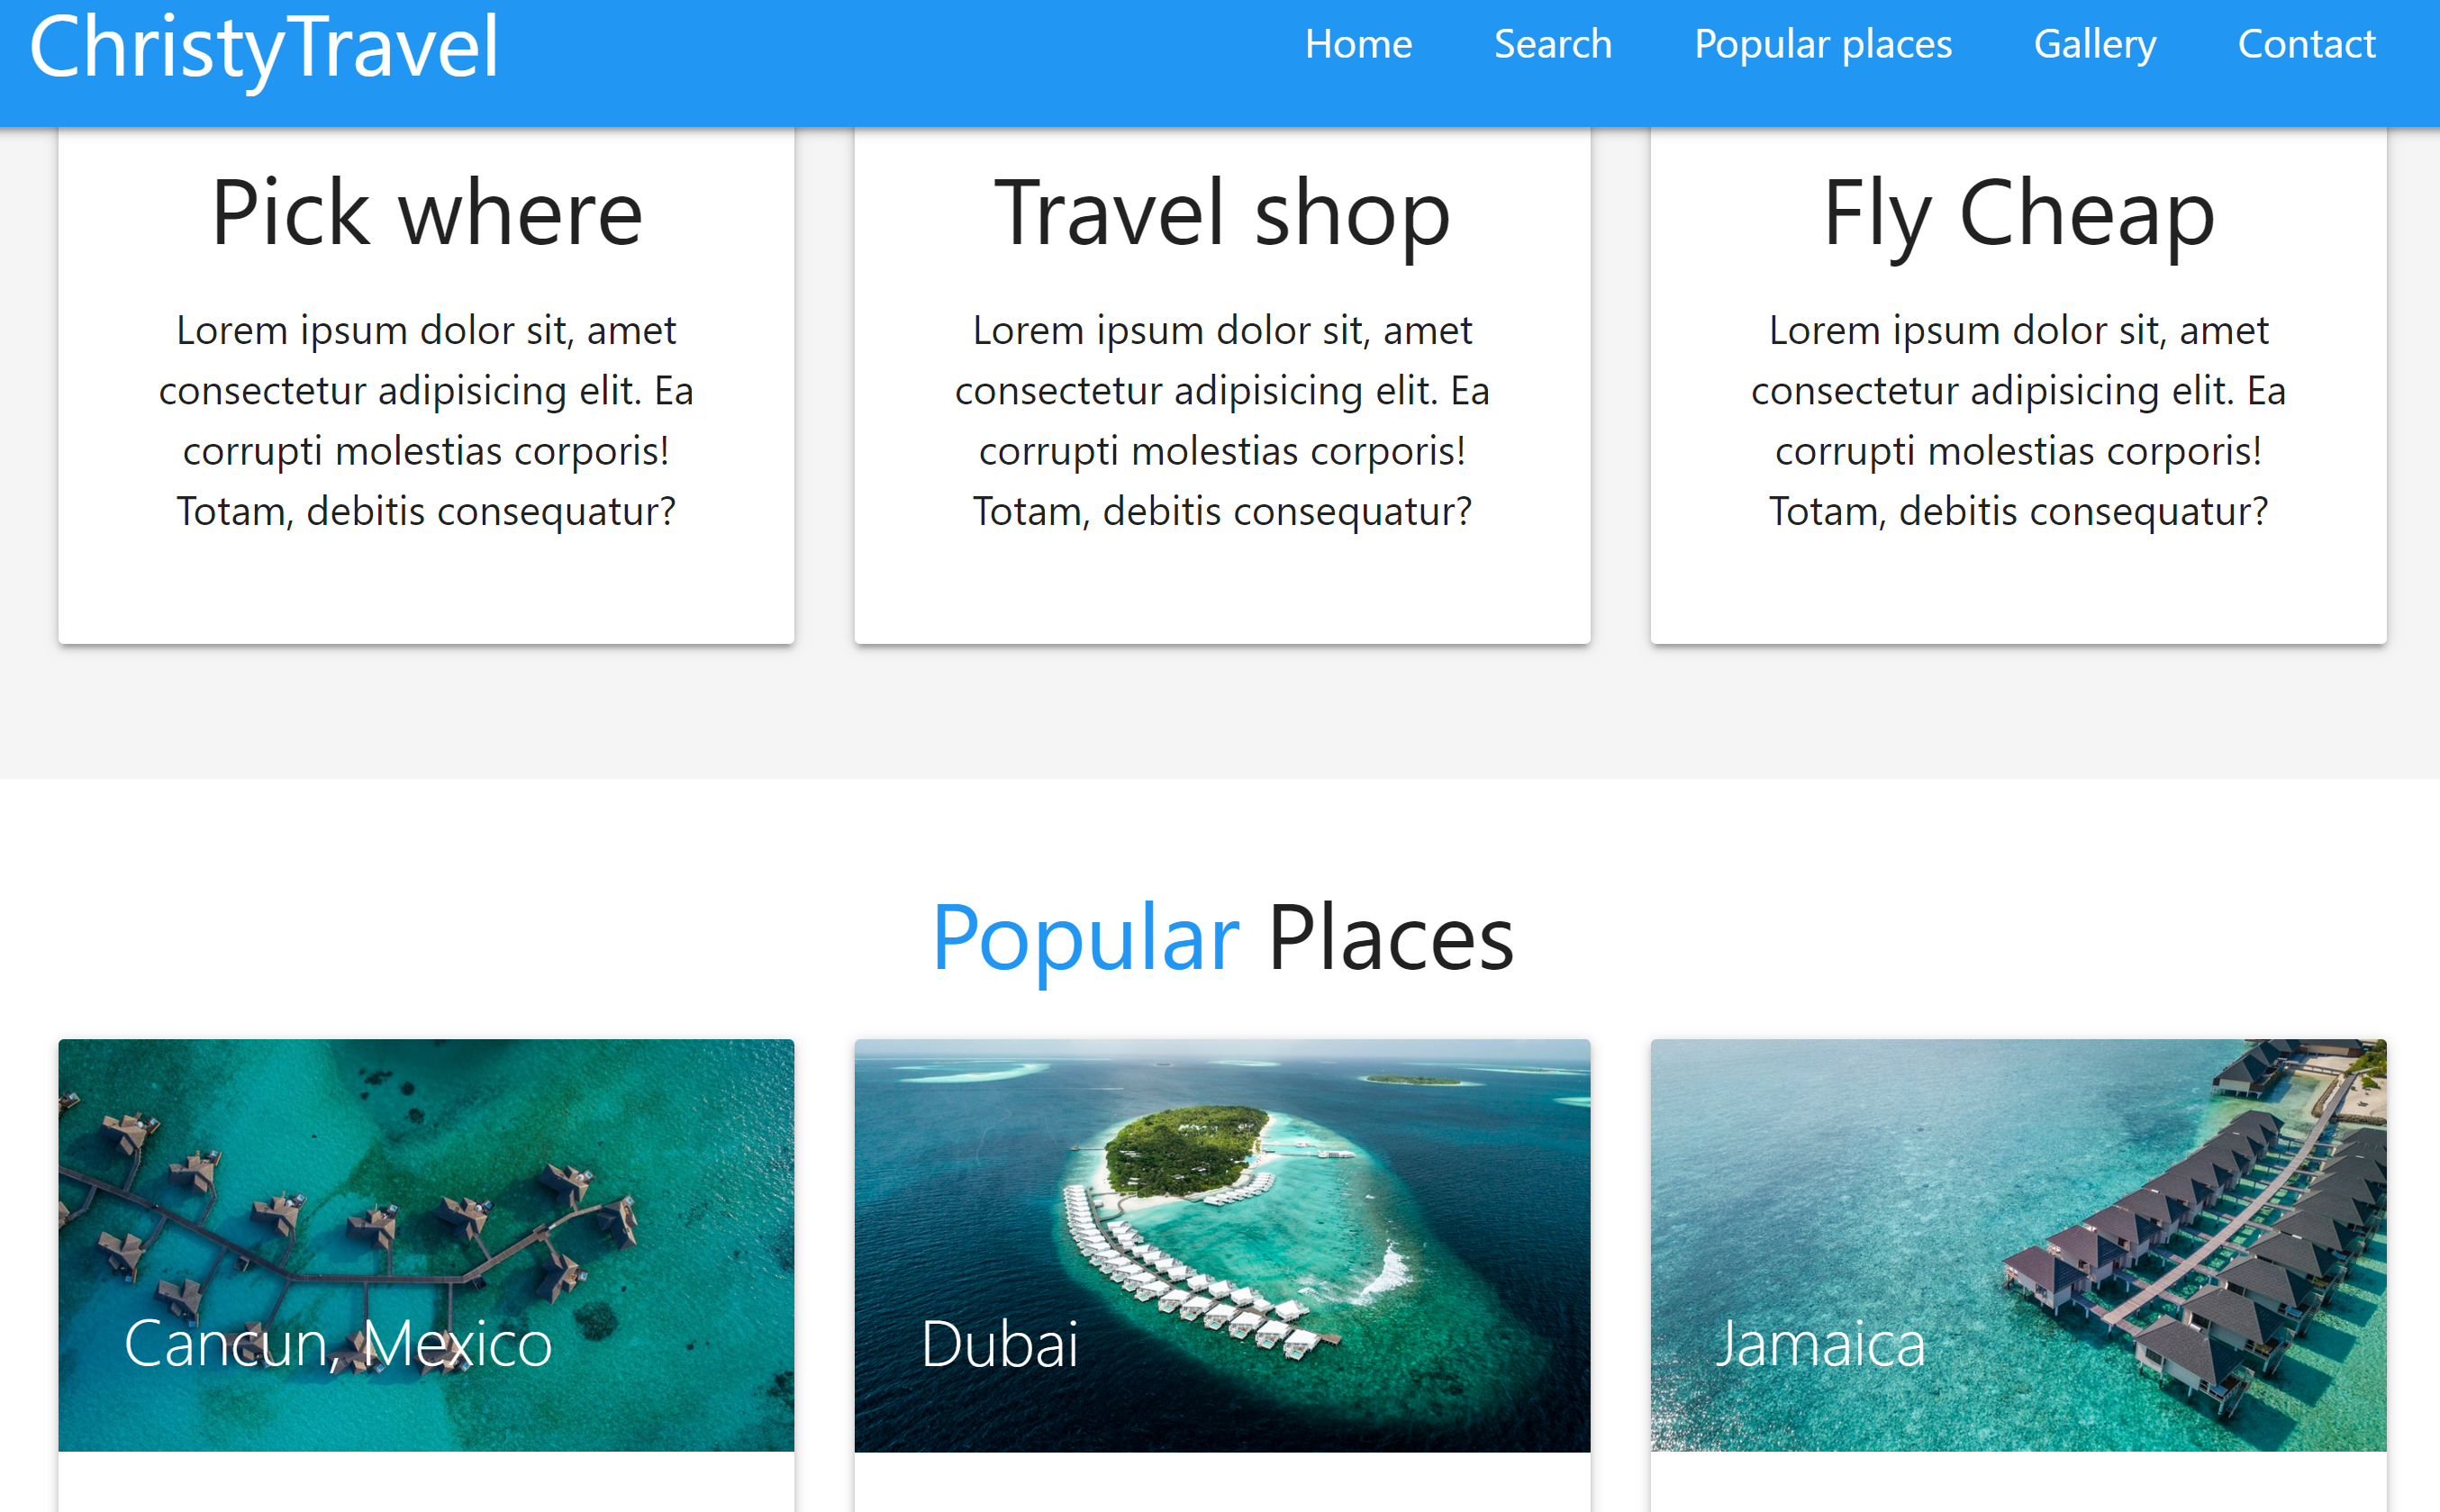 ChristyTravel
Home Search Popular places Gallery Contact
Pick where
Lorem ipsum dolor sit, amet
consectetur adipisicing elit. Ea
corrupti molestias corporis!
Totam, debitis consequatur?
Travel shop
Lorem ipsum dolor sit, amet
consectetur adipisicing elit. Ea
corrupti molestias corporis!
Totam, debitis consequatur?
Fly Cheap
Lorem ipsum dolor sit, amet
consectetur adipisicing elit. Ea
corrupti molestias corporis!
Totam, debitis consequatur?
Popular Places
Cancun, Mexico
Dubai
Jamaica